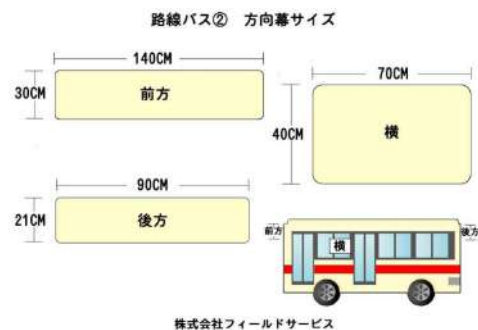 路線バス② 方向幕サイズ
140CM
30CM
前方
70CM
40CM
横
90CM
21CM
後方
前方
横
後方
株式会社フィールドサービス